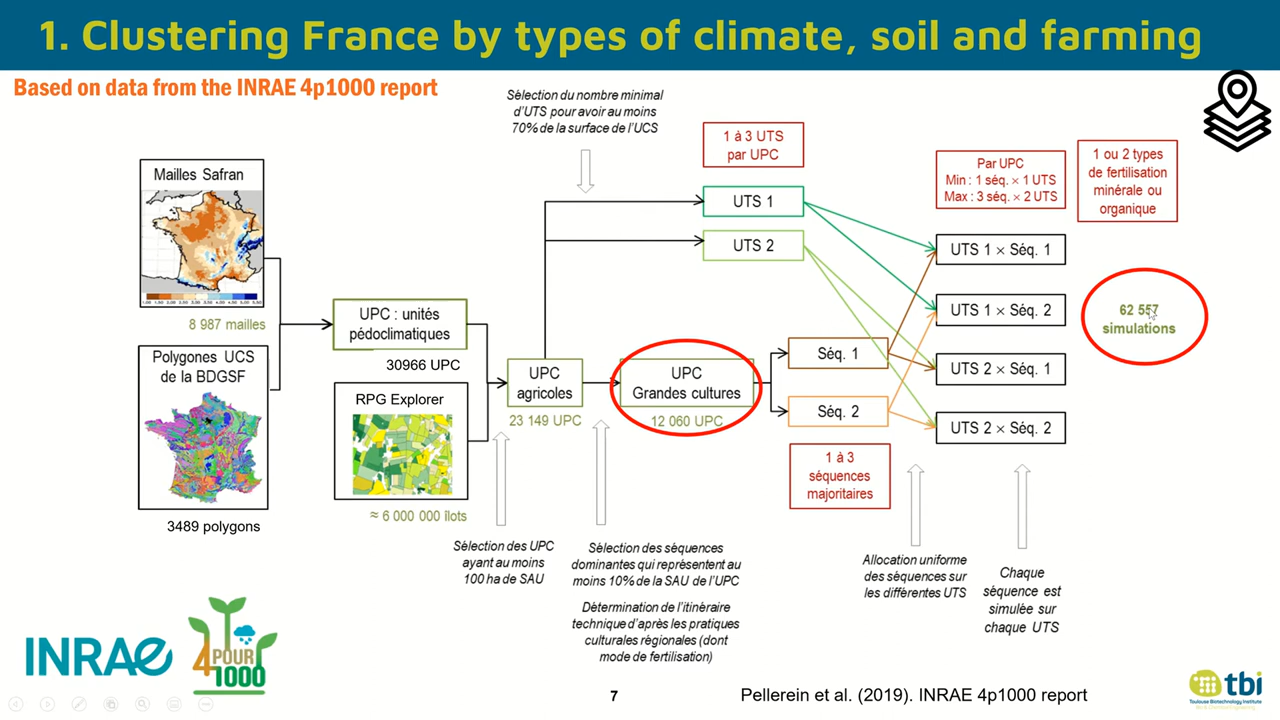 1. Clustering France by types of climate, soil and farming
Based on data from the INRAE 4p1000 report
Sélection du nombre minimal
d'UTS pour avoir au moins
70% de la surface de l'UCS
1 à 3 UTS
par UPC
Par UPC
Min : 1 séq. × 1 UTS
Max : 3 séq. × 2 UTS
1 ou 2 types
de fertilisation
minérale ou
organique
Mailles Safran
8 987 mailles
Polygones UCS
de la BDGSF
3489 polygons
UPC : unités
pédoclimatiques
30966 UPC
RPG Explorer
≈ 6 000 000 îlots
UPC
agricoles
23 149 UPC
UPC
Grandes cultures
12 060 UPC
UTS 1
UTS 2
Séq. 1
Séq. 2
1 à 3
séquences
majoritaires
UTS 1 × Séq. 1
UTS 1 × Séq. 2
UTS 2 × Séq. 1
UTS 2 × Séq. 2
62 557
simulations
Sélection des UPC
ayant au moins
100 ha de SAU
Sélection des séquences
dominantes qui représentent au
moins 10% de la SAU de l'UPC
Détermination de l'itinéraire
technique d'après les pratiques
culturales régionales (dont
mode de fertilisation)
Allocation uniforme
des séquences sur
les différentes UTS
Chaque
séquence est
simulée sur
chaque UTS
INRAE
4 POUR
1000
7
Pellerein et al. (2019). INRAE 4p1000 report
tbi
Toulouse Biotechnology Institute